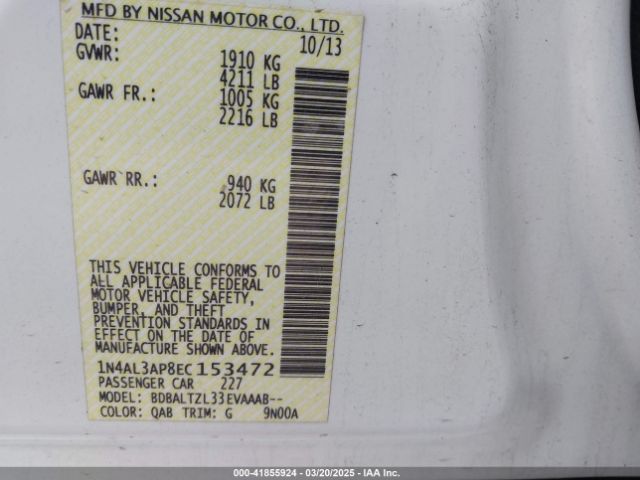 MFD BY NISSAN MOTOR CO., LTD.
DATE: 10/13
GVWR: 1910 KG
4211 LB
GAWR FR.: 1005 KG
2216 LB
GAWR RR.: 940 KG
2072 LB
THIS VEHICLE CONFORMS TO
ALL APPLICABLE FEDERAL
MOTOR VEHICLE SAFETY,
BUMPER, AND THEFT
PREVENTION STANDARDS IN
EFFECT ON THE DATE OF
MANUFACTURE SHOWN ABOVE.
1N4AL3AP8EC153472
PASSENGER CAR 227
MODEL: BDBALTZL33EVAAAB--
COLOR: QAB TRIM: G 9N00A
000-41855924 | 03/20/2025 | IAA Inc.